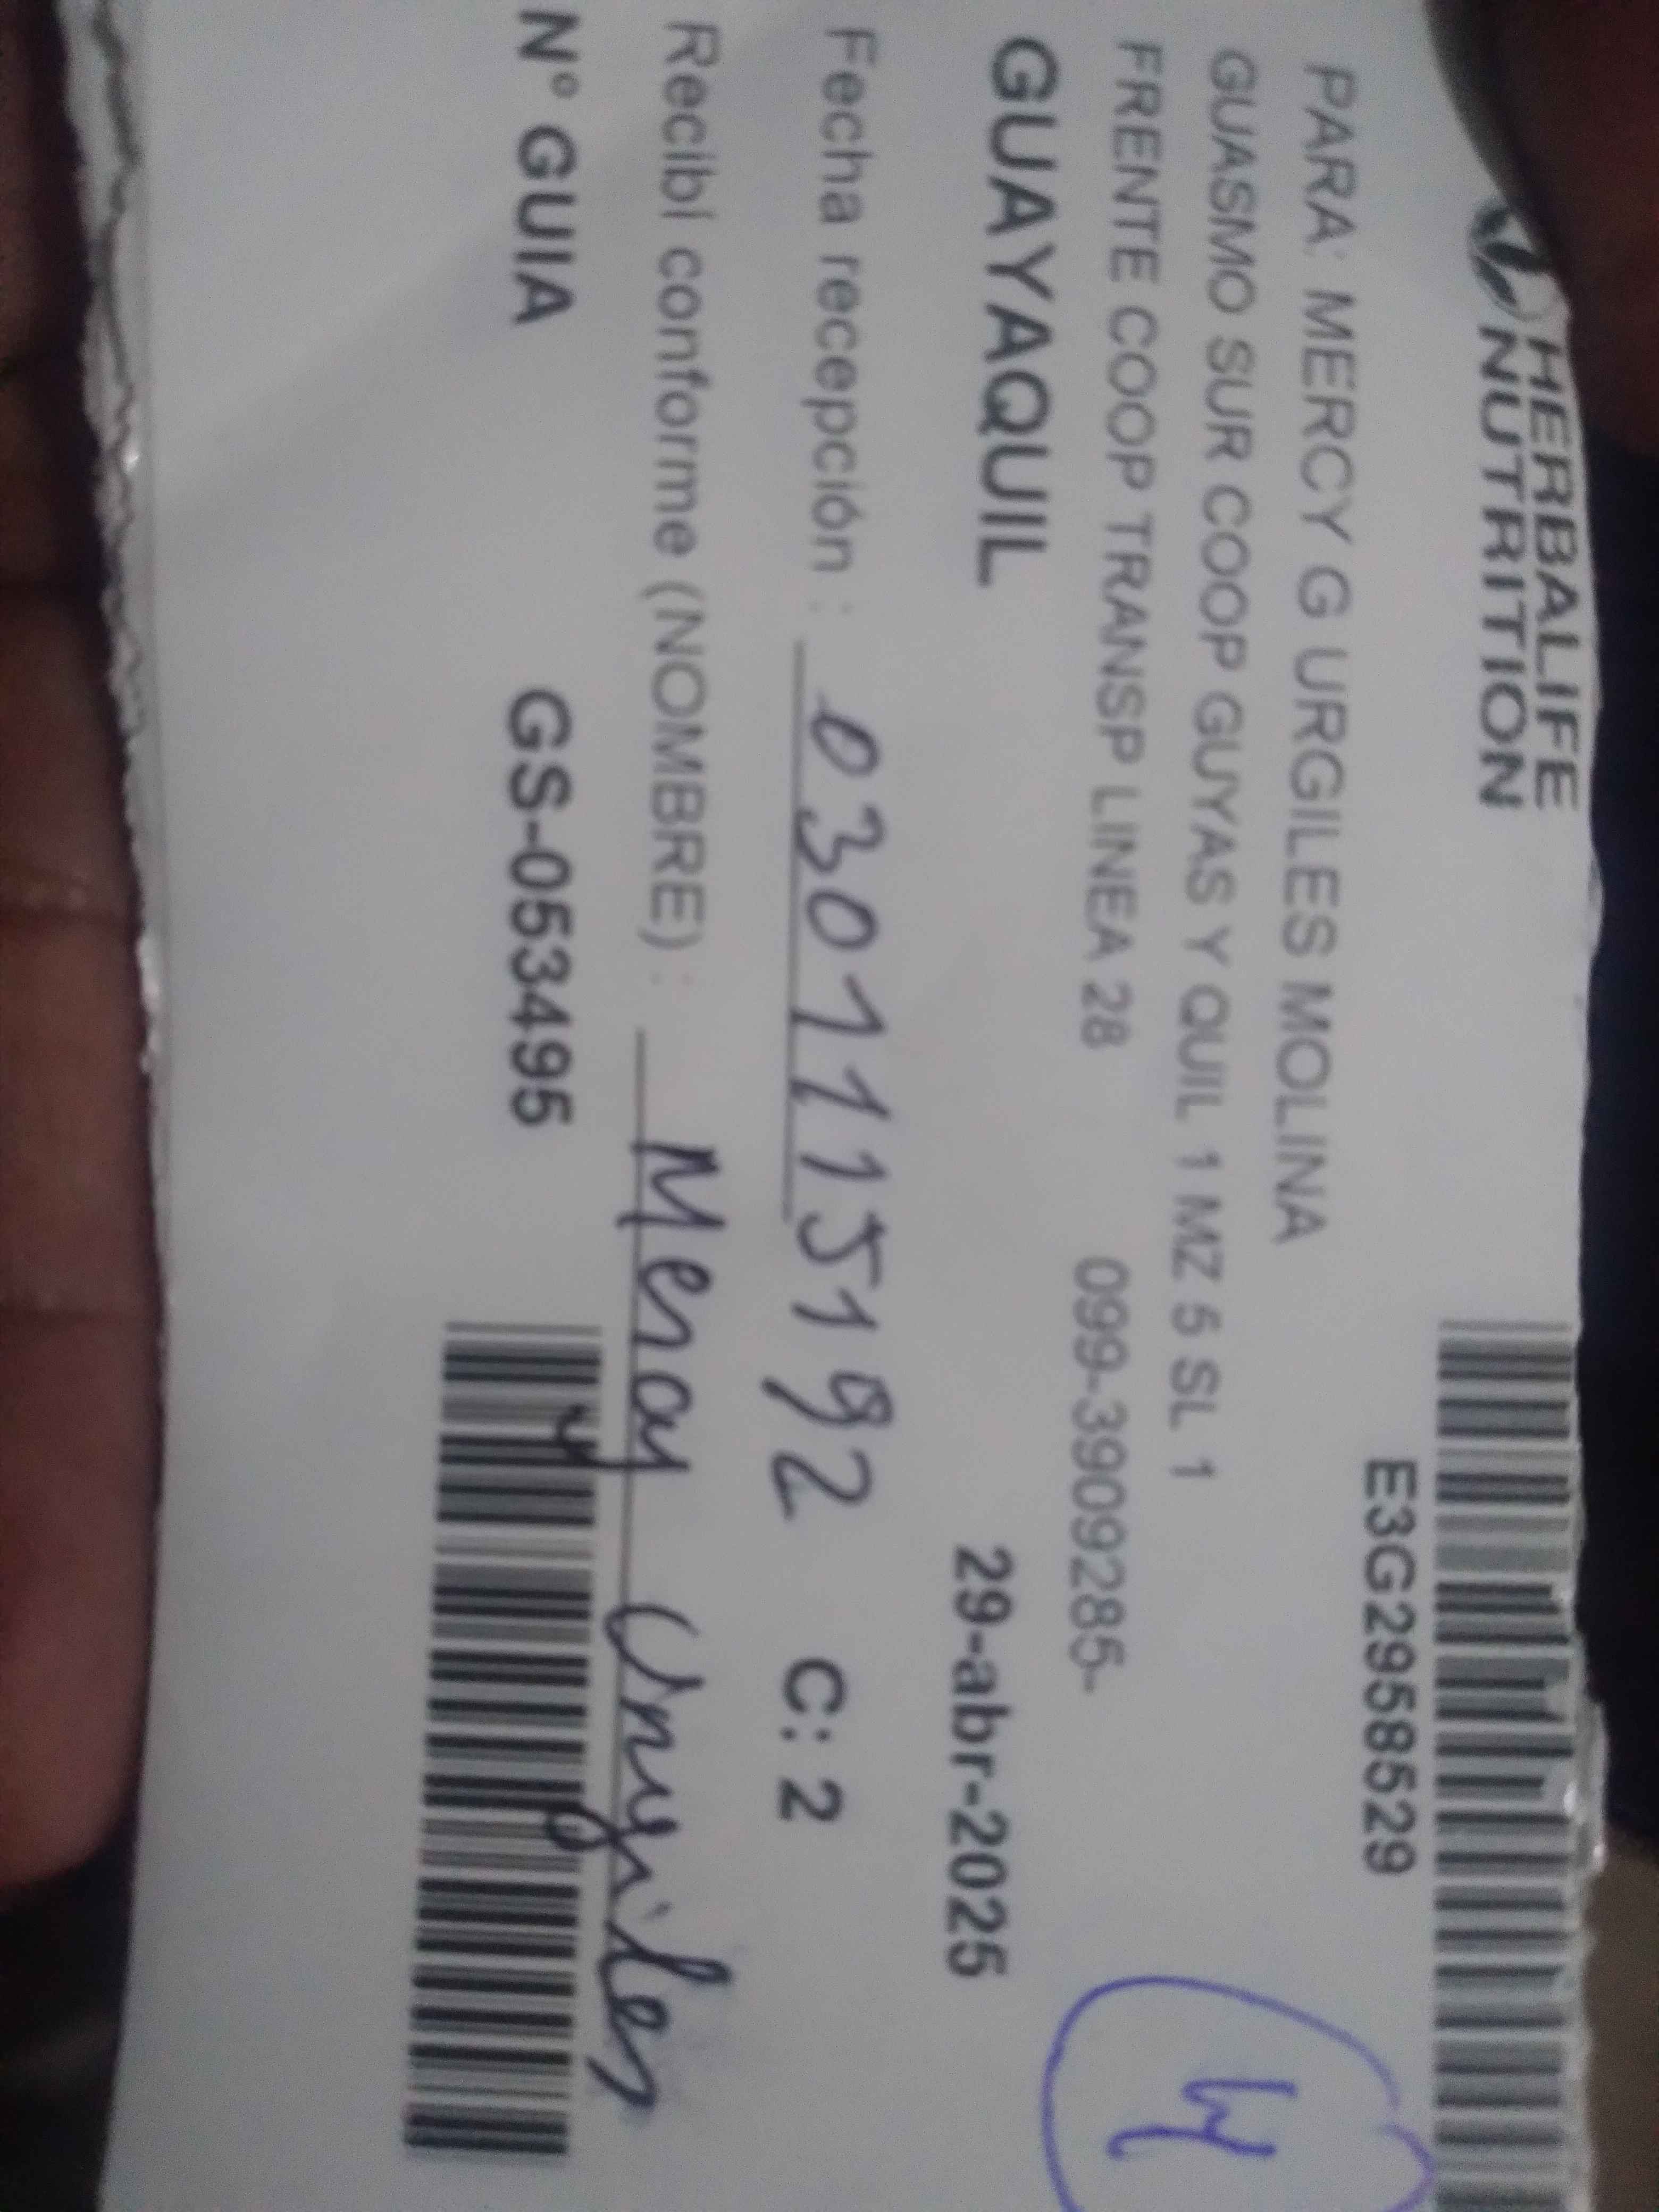 HERBALIFE
NUTRITION
E3G2958529
PARA: MERCY G URGILES MOLINA
GUASMO SUR COOP GUYAS Y QUIL 1 MZ 5 SL 1
FRENTE COOP TRANSP LINEA 28 099-3909285-
GUAYAQUIL 29-abr-2025
Fecha recepción : 0301115192 C: 2
Recibí conforme (NOMBRE) : Mercy Urgiles
N° GUIA GS-053495